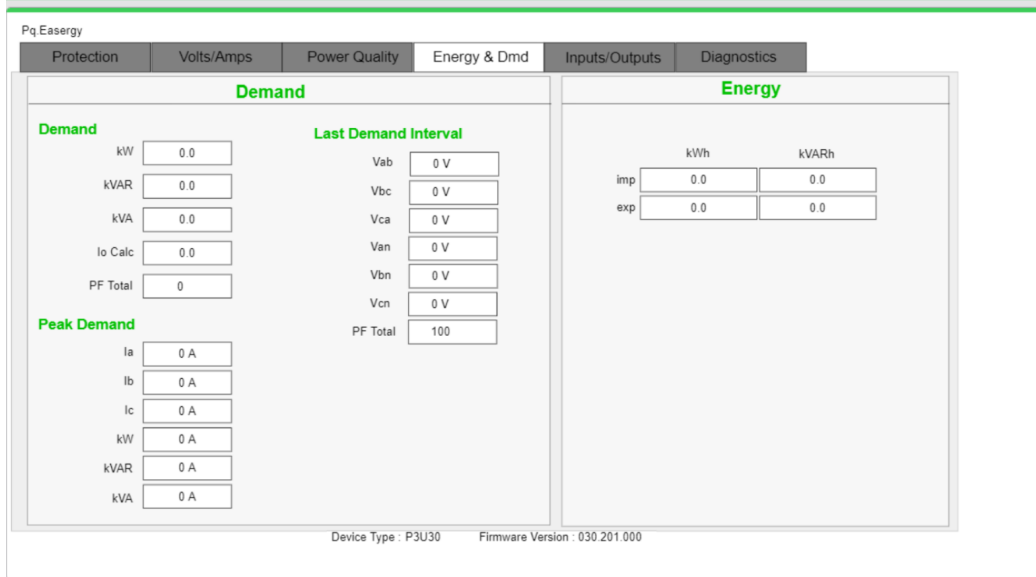 Pq.Easergy
Protection Volts/Amps Power Quality Energy & Dmd Inputs/Outputs Diagnostics
Demand
Demand
kW 0.0
kVAR 0.0
kVA 0.0
Io Calc 0.0
PF Total 0
Peak Demand
Ia 0 A
Ib 0 A
Ic 0 A
kW 0 A
kVAR 0 A
kVA 0 A
Last Demand Interval
Vab 0 V
Vbc 0 V
Vca 0 V
Van 0 V
Vbn 0 V
Vcn 0 V
PF Total 100
Energy
kWh kVARh
imp 0.0 0.0
exp 0.0 0.0
Device Type : P3U30 Firmware Version : 030.201.000